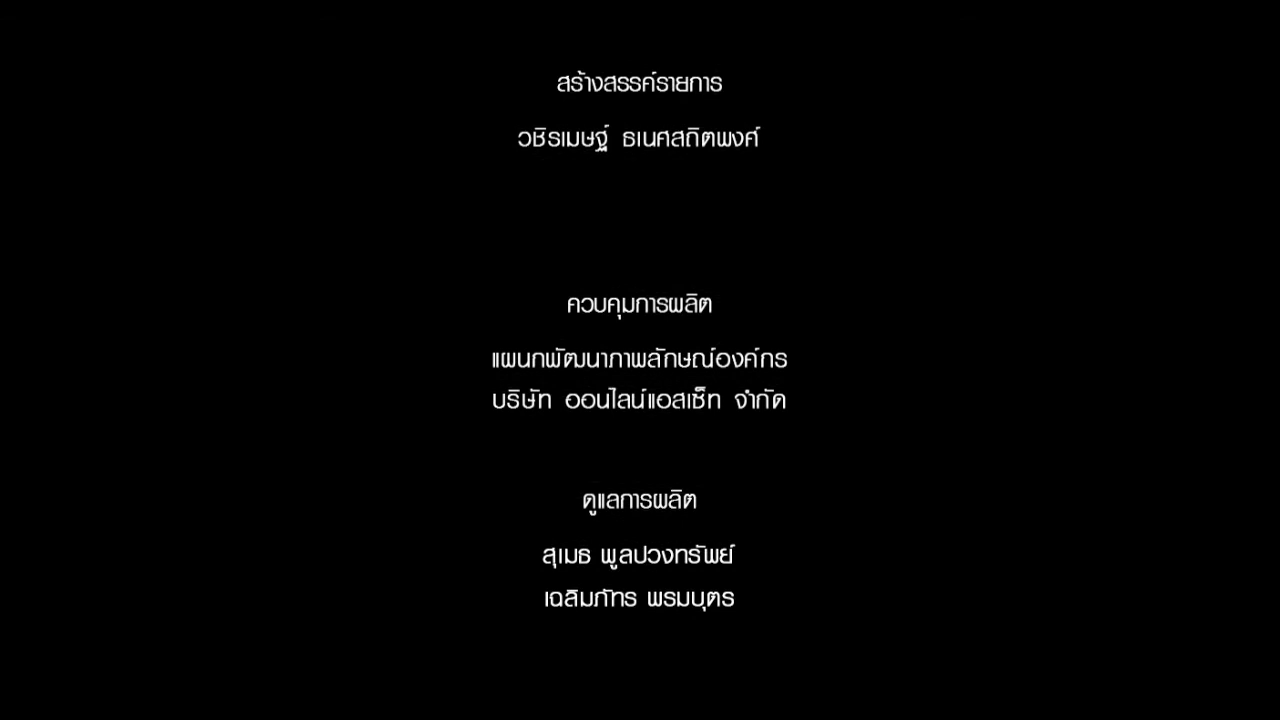 สร้างสรรค์รายการ
วชิรเมษฐ์ ธเนศสถิตพงศ์
ควบคุมการผลิต
แผนกพัฒนาภาพลักษณ์องค์กร
บริษัท ออนไลน์แอสเซ็ท จำกัด
ดูแลการผลิต
สุเมธ พูลปวงทรัพย์
เฉลิมภัทร พรมบุตร